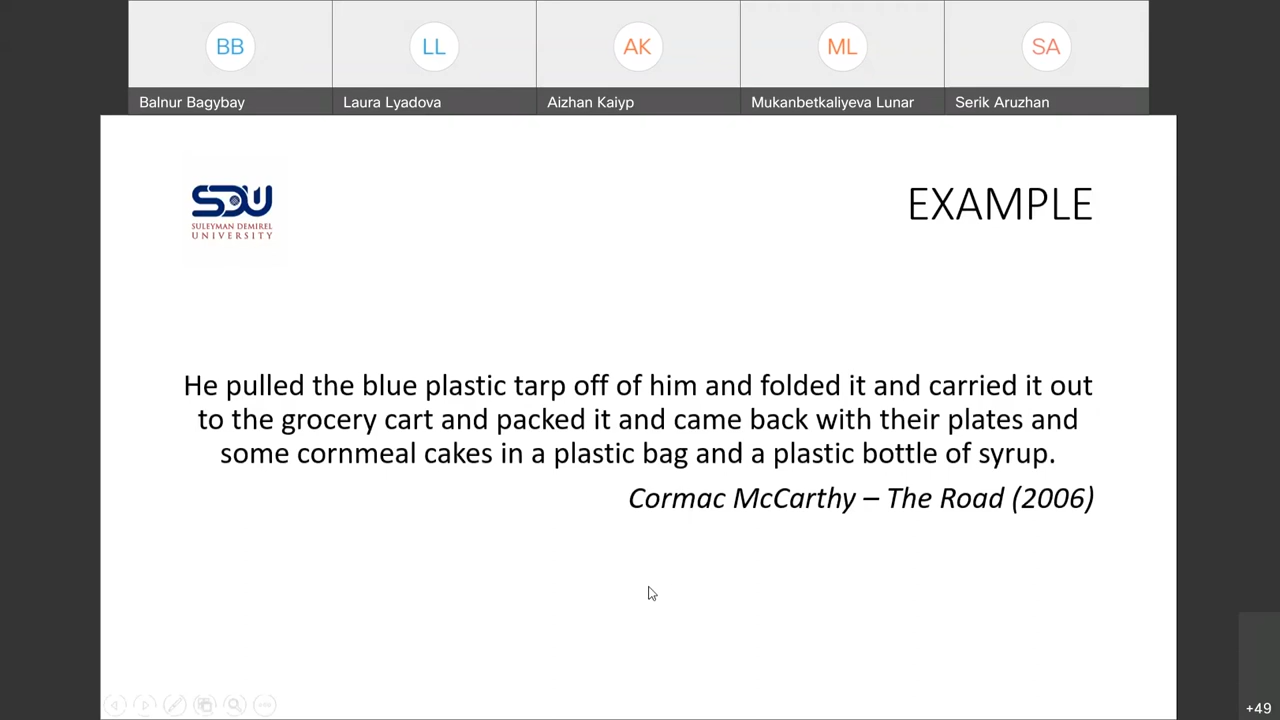 BB LL AK ML SA
Balnur Bagybay Laura Lyadova Aizhan Kaiyp Mukanbetkaliyeva Lunar Serik Aruzhan
SDU
SULEYMAN DEMIREL
UNIVERSITY
EXAMPLE
He pulled the blue plastic tarp off of him and folded it and carried it out
to the grocery cart and packed it and came back with their plates and
some cornmeal cakes in a plastic bag and a plastic bottle of syrup.
Cormac McCarthy – The Road (2006)
+49